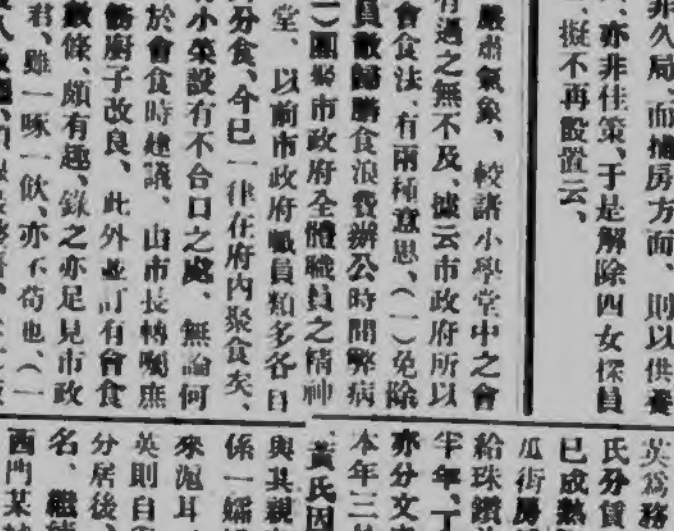 非久局、而捕房方面、則以供養
、亦非佳策、于是解除四女探員
、擬不再設置云、
嚴肅氣象、較諸小學堂中之會
有過之無不及、據云市政府所以
會食法、有兩種意思、(一)免除
員散歸膳食浪費辦公時間弊病
一)團聚市政府全體職員之精神
堂、以前市政府職員類多各自
分食、今已一律在府內聚食矣、
小菜設有不合口之處、無論何
於會食時建議、由市長轉囑庶
飭廚子改良、此外並訂有會食
數條、頗有趣、錄之亦足見市政
君、雖一啄一飲、亦不苟也、(一
英爲務
氏分賃
已成熟
瓜街房
給珠鑽
半年、丁
亦分文
本年三
黃氏因
與其親
係一孀
來滬耳
英則自
分居後、
名、繼
西門某